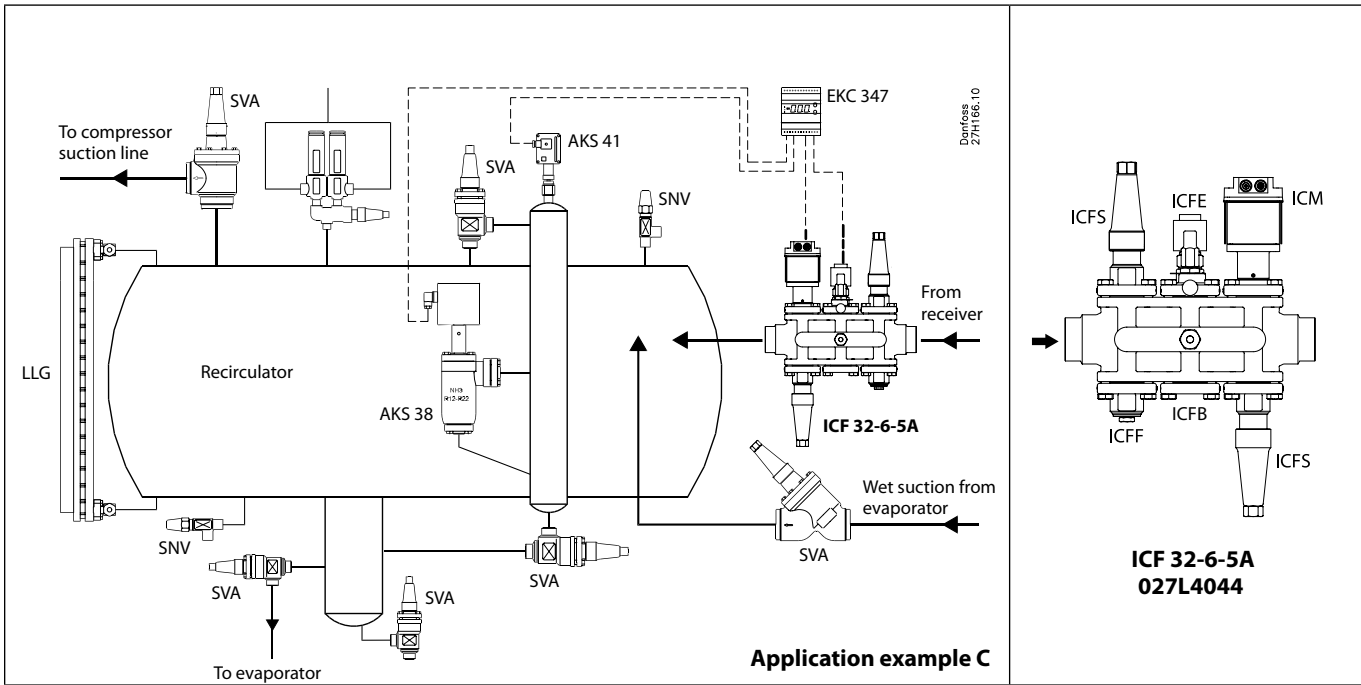 SVA
To compressor
suction line
SVA
AKS 41
EKC 347
Danfoss
27H166.10
SNV
From
receiver
LLG
Recirculator
NH3
R12-R22
AKS 38
ICF 32-6-5A
Wet suction from
evaporator
SNV
SVA
SVA
SVA
SVA
To evaporator
Application example C
ICFS
ICFE
ICM
ICFF
ICFB
ICFS
ICF 32-6-5A
027L4044